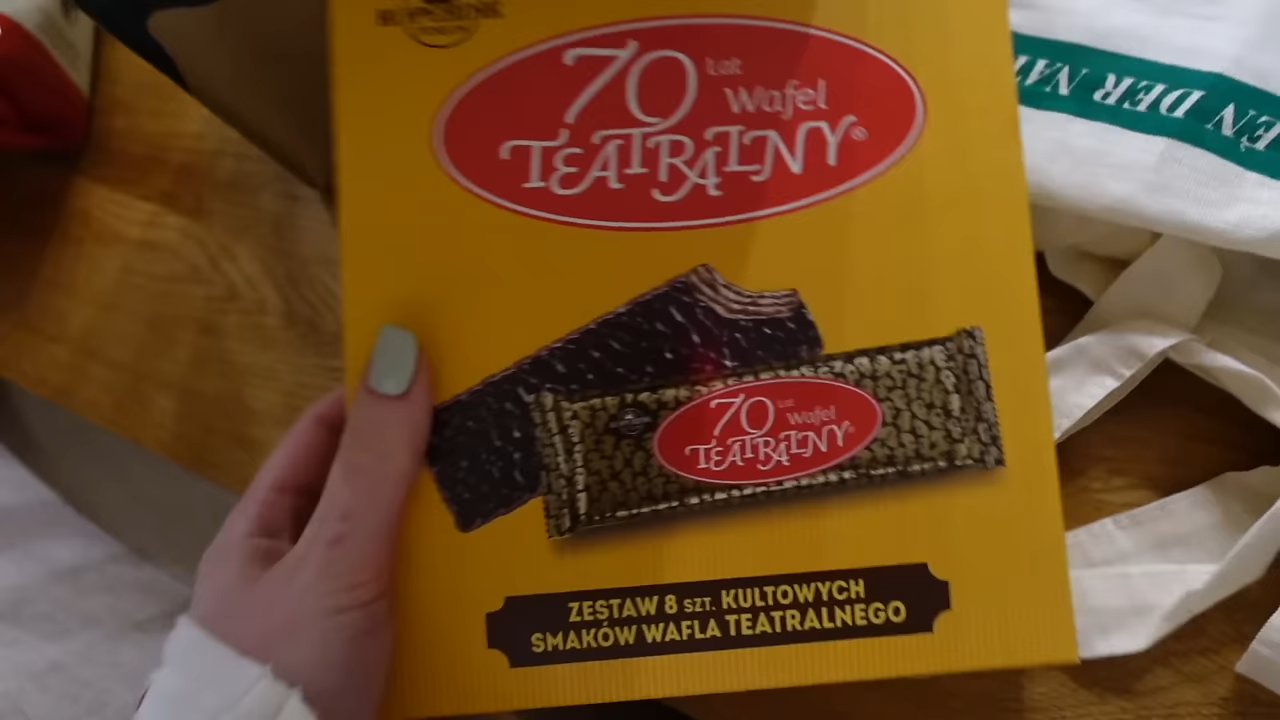 70 Lat
Wafel
TEATRALNY®
70 Lat
Wafel
TEATRALNY®
ZESTAW 8 SZT. KULTOWYCH
SMAKÓW WAFLA TEATRALNEGO
EN DER NA